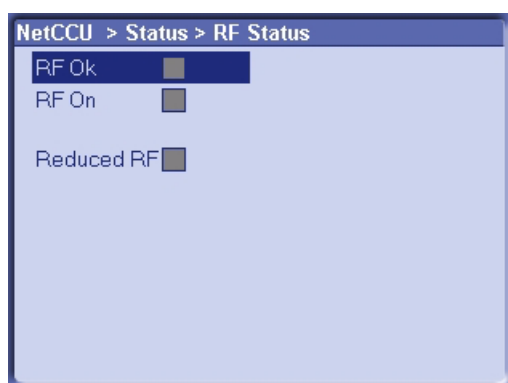 NetCCU > Status > RF Status
RF Ok
RF On
Reduced RF